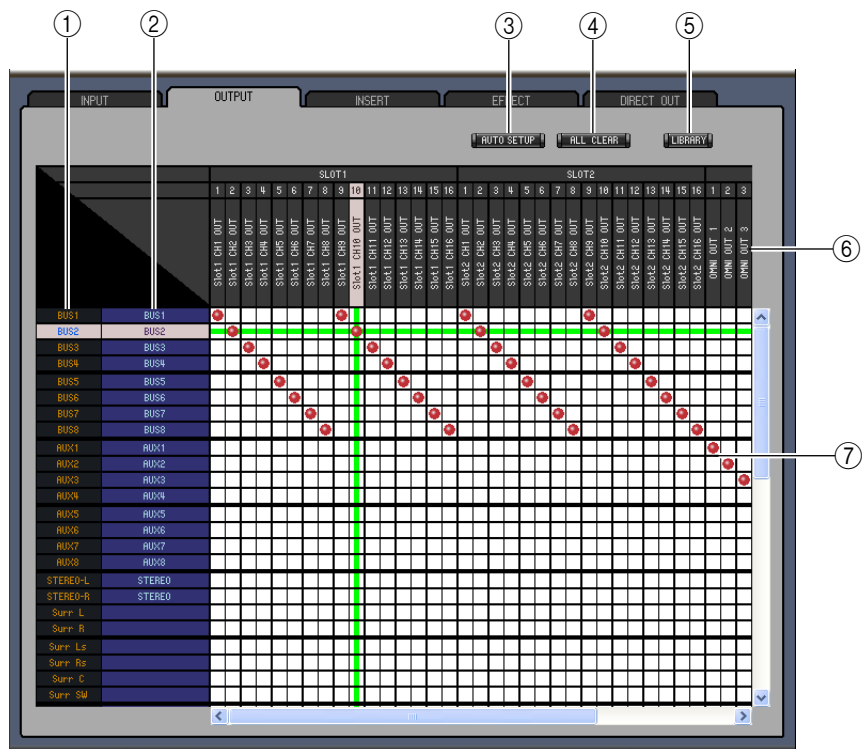 ① ② ③ ④ ⑤
INPUT OUTPUT INSERT EFFECT DIRECT OUT
AUTO SETUP ALL CLEAR LIBRARY
SLOT1 SLOT2
1 2 3 4 5 6 7 8 9 10 11 12 13 14 15 16 1 2 3 4 5 6 7 8 9 10 11 12 13 14 15 16 1 2 3
Slot1 CH1 OUT
Slot1 CH2 OUT
Slot1 CH3 OUT
Slot1 CH4 OUT
Slot1 CH5 OUT
Slot1 CH6 OUT
Slot1 CH7 OUT
Slot1 CH8 OUT
Slot1 CH9 OUT
Slot1 CH10 OUT
Slot1 CH11 OUT
Slot1 CH12 OUT
Slot1 CH13 OUT
Slot1 CH14 OUT
Slot1 CH15 OUT
Slot1 CH16 OUT
Slot2 CH1 OUT
Slot2 CH2 OUT
Slot2 CH3 OUT
Slot2 CH4 OUT
Slot2 CH5 OUT
Slot2 CH6 OUT
Slot2 CH7 OUT
Slot2 CH8 OUT
Slot2 CH9 OUT
Slot2 CH10 OUT
Slot2 CH11 OUT
Slot2 CH12 OUT
Slot2 CH13 OUT
Slot2 CH14 OUT
Slot2 CH15 OUT
Slot2 CH16 OUT
OMNI OUT 1
OMNI OUT 2
OMNI OUT 3
⑥
BUS1 BUS1
BUS2 BUS2
BUS3 BUS3
BUS4 BUS4
BUS5 BUS5
BUS6 BUS6
BUS7 BUS7
BUS8 BUS8
AUX1 AUX1
⑦
AUX2 AUX2
AUX3 AUX3
AUX4 AUX4
AUX5 AUX5
AUX6 AUX6
AUX7 AUX7
AUX8 AUX8
STEREO-L STEREO
STEREO-R STEREO
Surr L
Surr R
Surr Ls
Surr Rs
Surr C
Surr SW